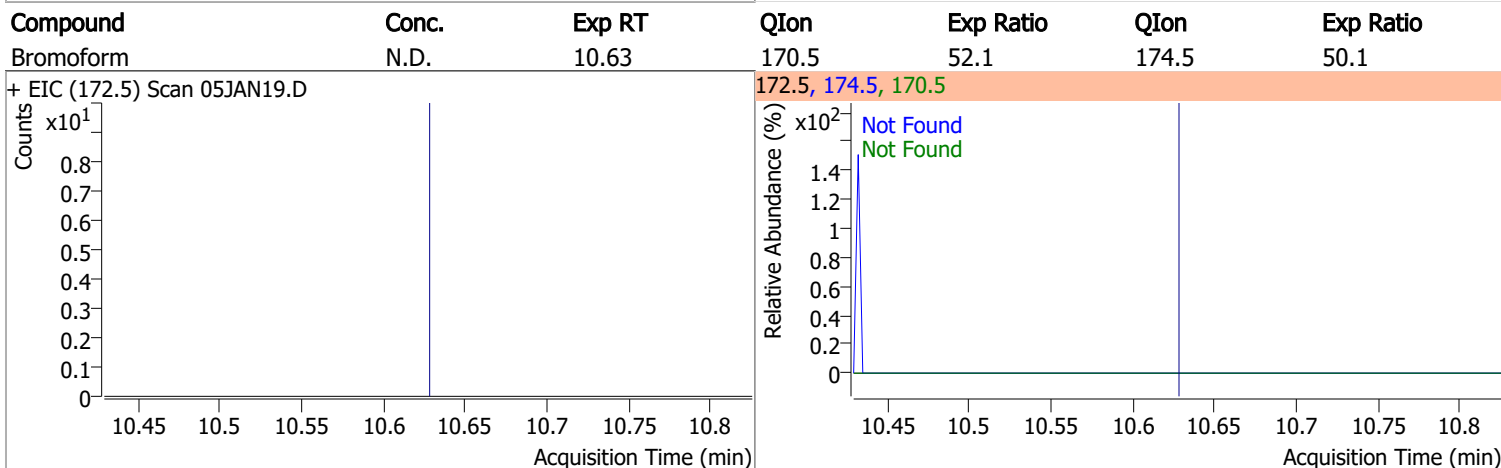 Compound Conc. Exp RT QIon Exp Ratio QIon Exp Ratio
Bromoform N.D. 10.63 170.5 52.1 174.5 50.1
+ EIC (172.5) Scan 05JAN19.D
Counts
x10¹
0.8
0.7
0.6
0.5
0.4
0.3
0.2
0.1
0
10.45 10.5 10.55 10.6 10.65 10.7 10.75 10.8
Acquisition Time (min)
172.5, 174.5, 170.5
Relative Abundance (%)
x10²
Not Found
Not Found
1.4
1.2
1
0.8
0.6
0.4
0.2
0
10.45 10.5 10.55 10.6 10.65 10.7 10.75 10.8
Acquisition Time (min)